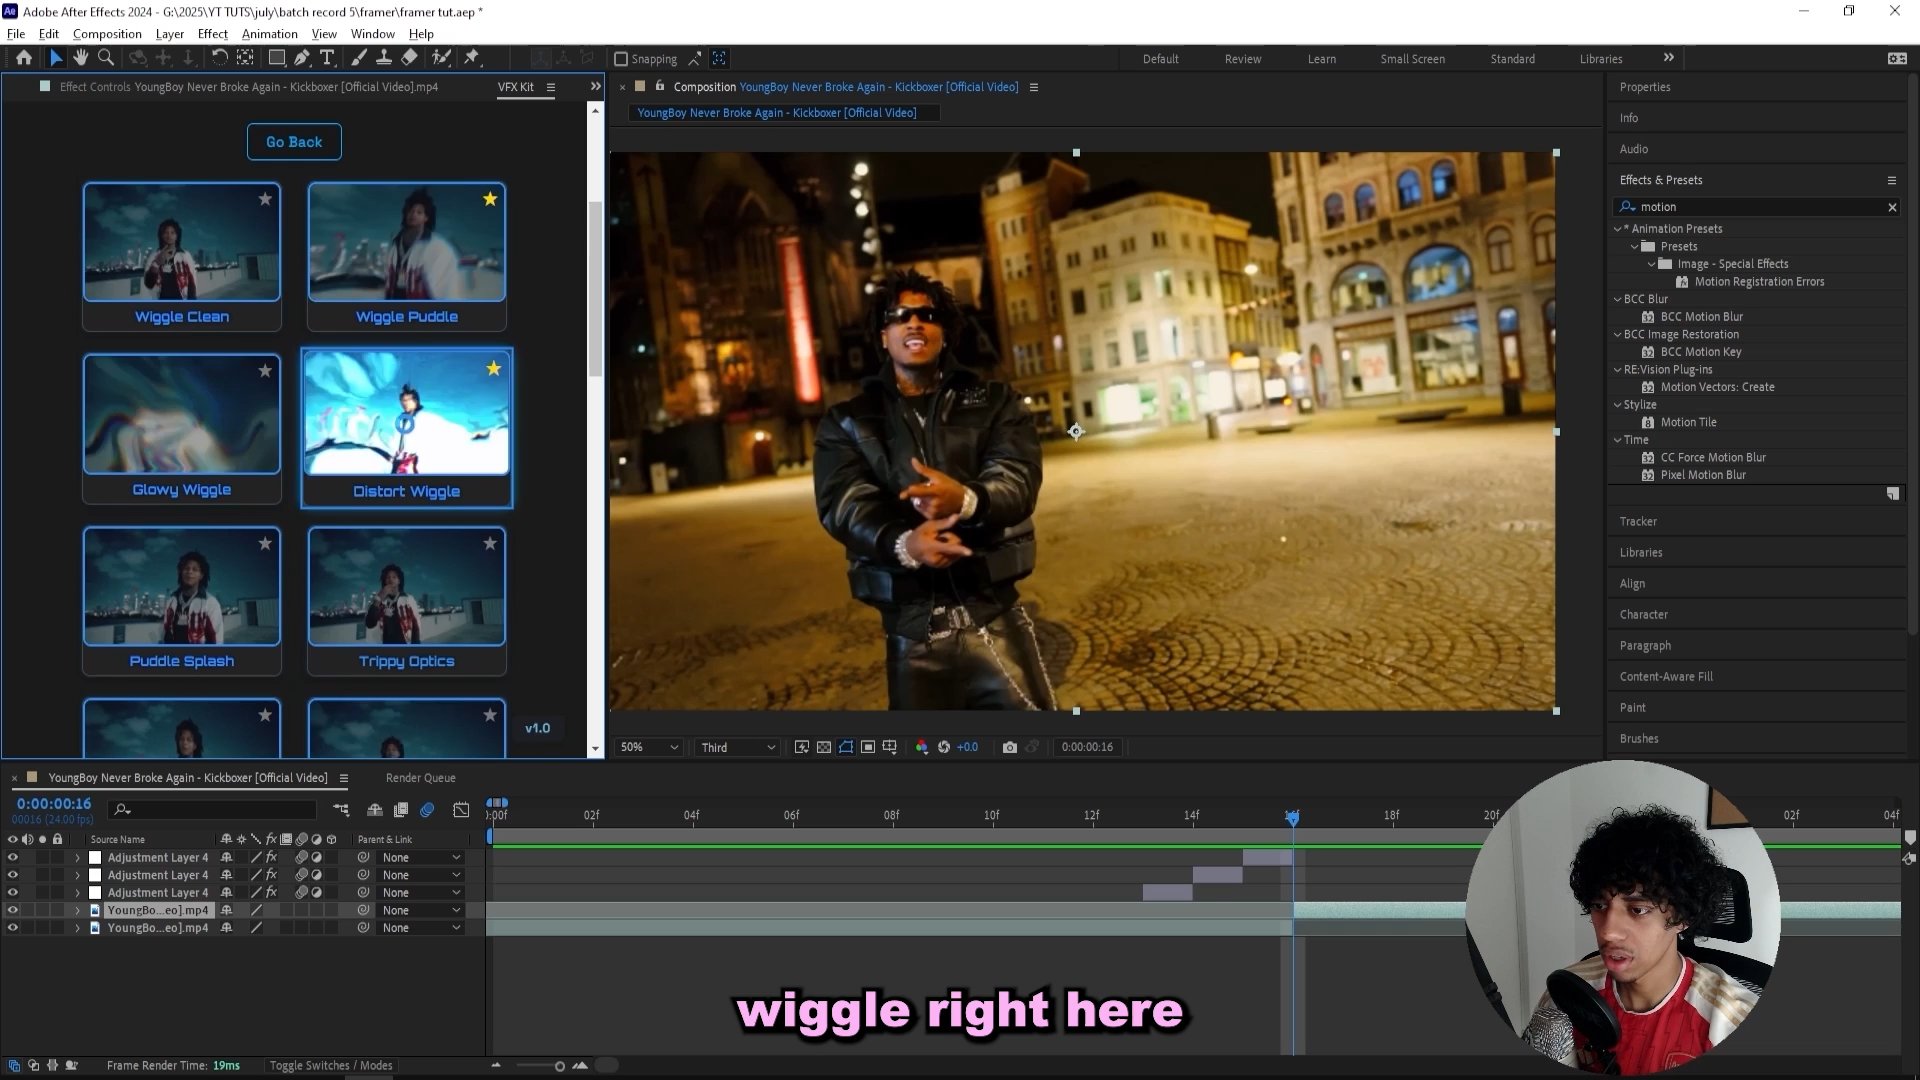 Adobe After Effects 2024 - G:\2025\YT TUTS\july\batch record 5\framer\framer tut.aep *
File Edit Composition Layer Effect Animation View Window Help
Snapping
Default Review Learn Small Screen Standard Libraries
Effect Controls YoungBoy Never Broke Again - Kickboxer [Official Video].mp4
VFX Kit
Composition YoungBoy Never Broke Again - Kickboxer [Official Video]
YoungBoy Never Broke Again - Kickboxer [Official Video]
Go Back
Wiggle Clean
Wiggle Puddle
Glowy Wiggle
Distort Wiggle
Puddle Splash
Trippy Optics
v1.0
50% Third +0.0 0:00:00:16
Properties
Info
Audio
Effects & Presets
motion
* Animation Presets
Presets
Image - Special Effects
Motion Registration Errors
BCC Blur
BCC Motion Blur
BCC Image Restoration
BCC Motion Key
RE:Vision Plug-ins
Motion Vectors: Create
Stylize
Motion Tile
Time
CC Force Motion Blur
Pixel Motion Blur
Tracker
Libraries
Align
Character
Paragraph
Content-Aware Fill
Paint
Brushes
YoungBoy Never Broke Again - Kickboxer [Official Video]
Render Queue
0:00:00:16
00016 (24.00 fps)
:00f 02f 04f 06f 08f 10f 12f 14f 16f 18f 20f 02f 04f
Source Name Parent & Link
Adjustment Layer 4 None
Adjustment Layer 4 None
Adjustment Layer 4 None
YoungBo...eo].mp4 None
YoungBo...eo].mp4 None
wiggle right here
Frame Render Time: 19ms
Toggle Switches / Modes